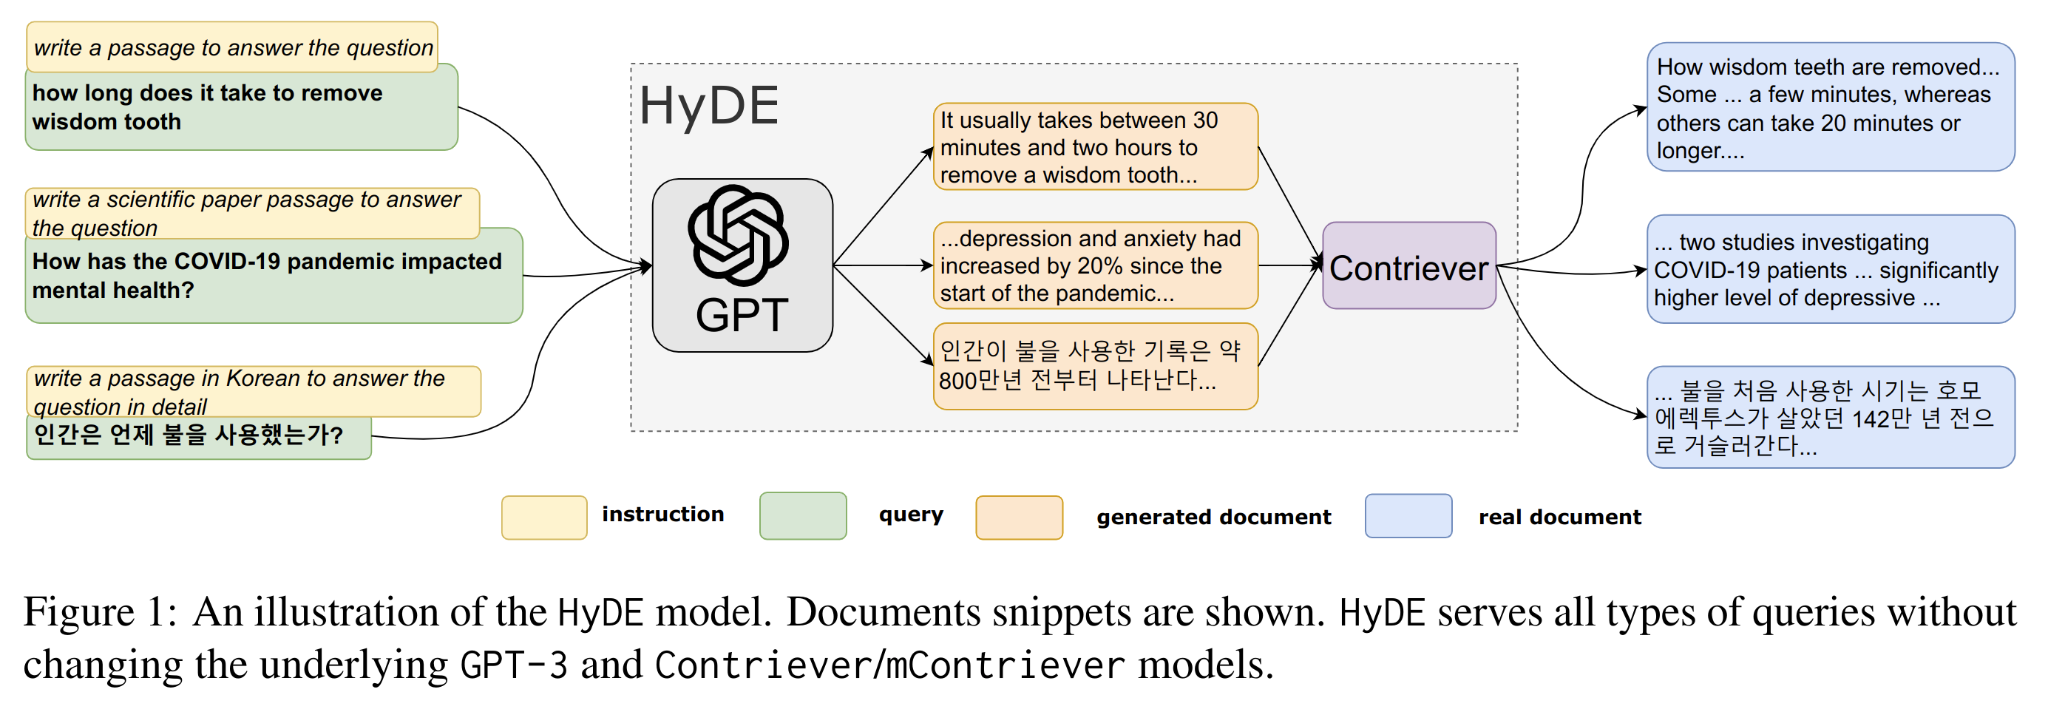 write a passage to answer the question
how long does it take to remove
wisdom tooth
write a scientific paper passage to answer
the question
How has the COVID-19 pandemic impacted
mental health?
write a passage in Korean to answer the
question in detail
인간은 언제 불을 사용했는가?
HyDE
GPT
It usually takes between 30
minutes and two hours to
remove a wisdom tooth...
...depression and anxiety had
increased by 20% since the
start of the pandemic...
인간이 불을 사용한 기록은 약
800만년 전부터 나타난다...
Contriever
How wisdom teeth are removed...
Some ... a few minutes, whereas
others can take 20 minutes or
longer....
... two studies investigating
COVID-19 patients ... significantly
higher level of depressive ...
... 불을 처음 사용한 시기는 호모
에렉투스가 살았던 142만 년 전으
로 거슬러간다...
instruction
query
generated document
real document
Figure 1: An illustration of the HyDE model. Documents snippets are shown. HyDE serves all types of queries without
changing the underlying GPT-3 and Contriever/mContriever models.